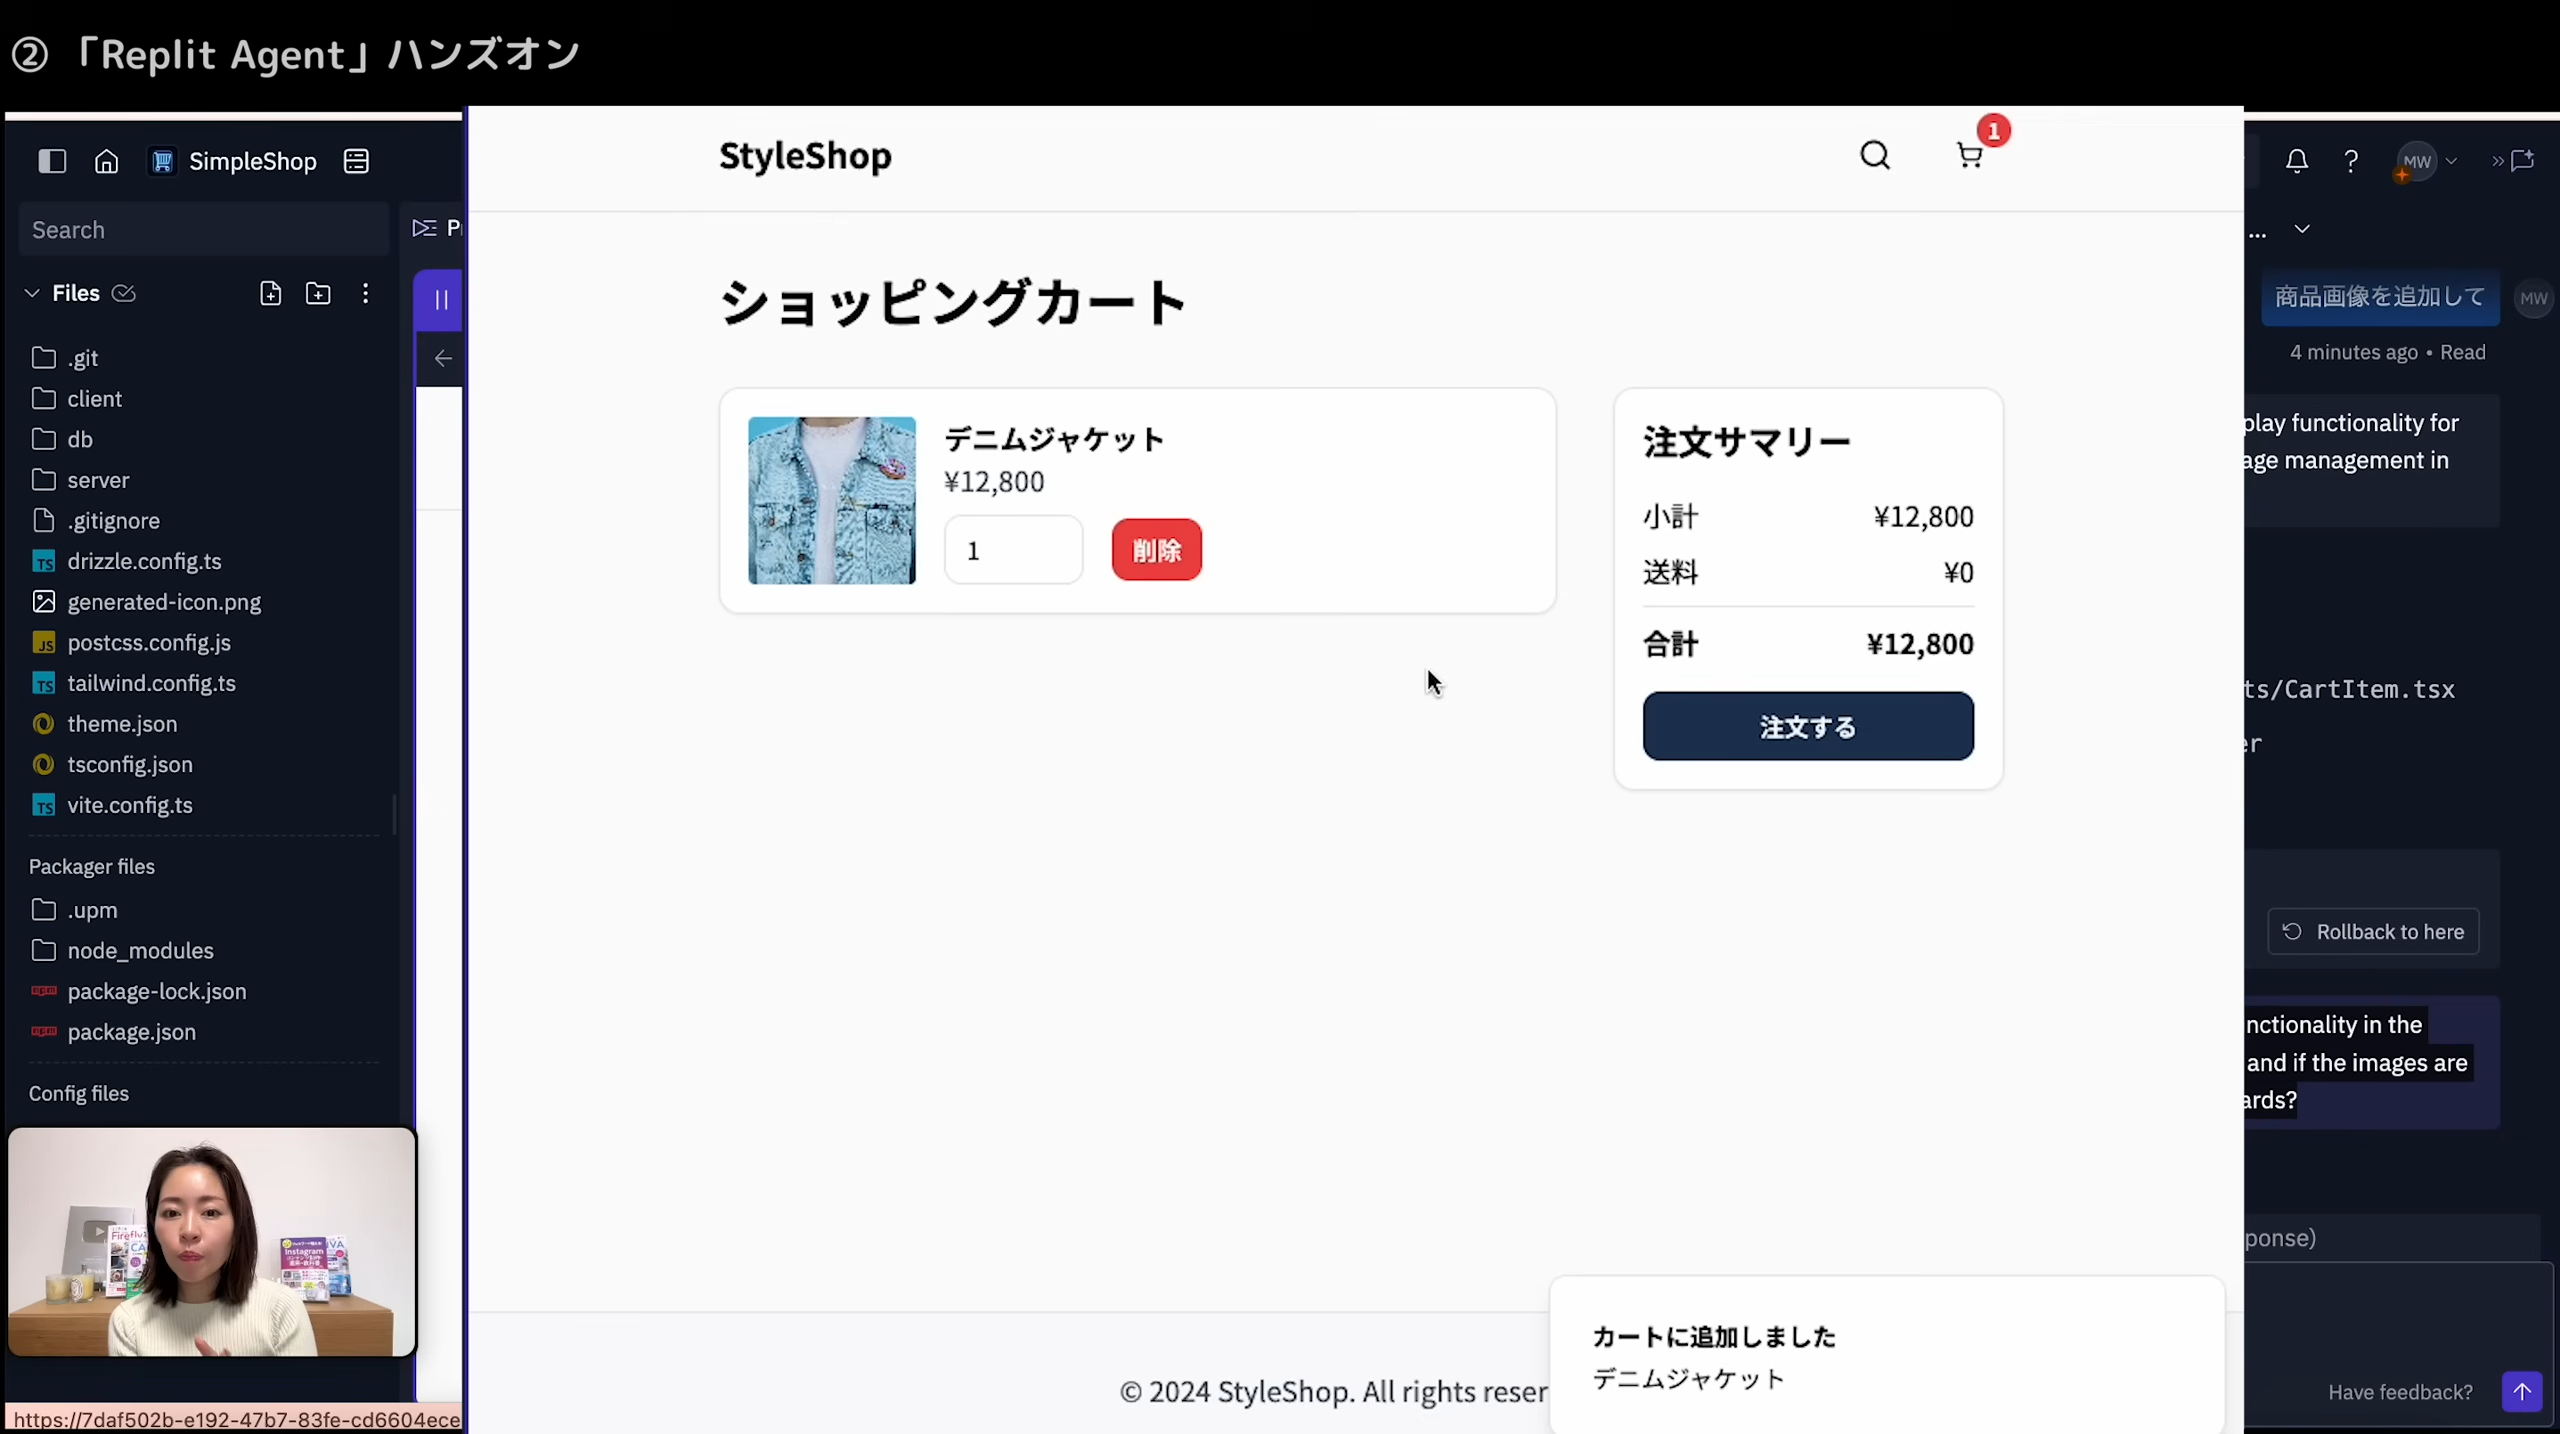 ② 「Replit Agent」ハンズオン
SimpleShop
Search
Files
.git
client
db
server
.gitignore
TS drizzle.config.ts
generated-icon.png
JS postcss.config.js
TS tailwind.config.ts
theme.json
tsconfig.json
TS vite.config.ts
Packager files
.upm
node_modules
package-lock.json
package.json
Config files
https://7daf502b-e192-47b7-83fe-cd6604ece
StyleShop
1
ショッピングカート
デニムジャケット
¥12,800
1
削除
注文サマリー
小計 ¥12,800
送料 ¥0
合計 ¥12,800
注文する
© 2024 StyleShop. All rights reser
カートに追加しました
デニムジャケット
MW
...
商品画像を追加して
MW
4 minutes ago • Read
play functionality for
age management in
ts/CartItem.tsx
er
Rollback to here
nctionality in the
and if the images are
ards?
ponse)
Have feedback?